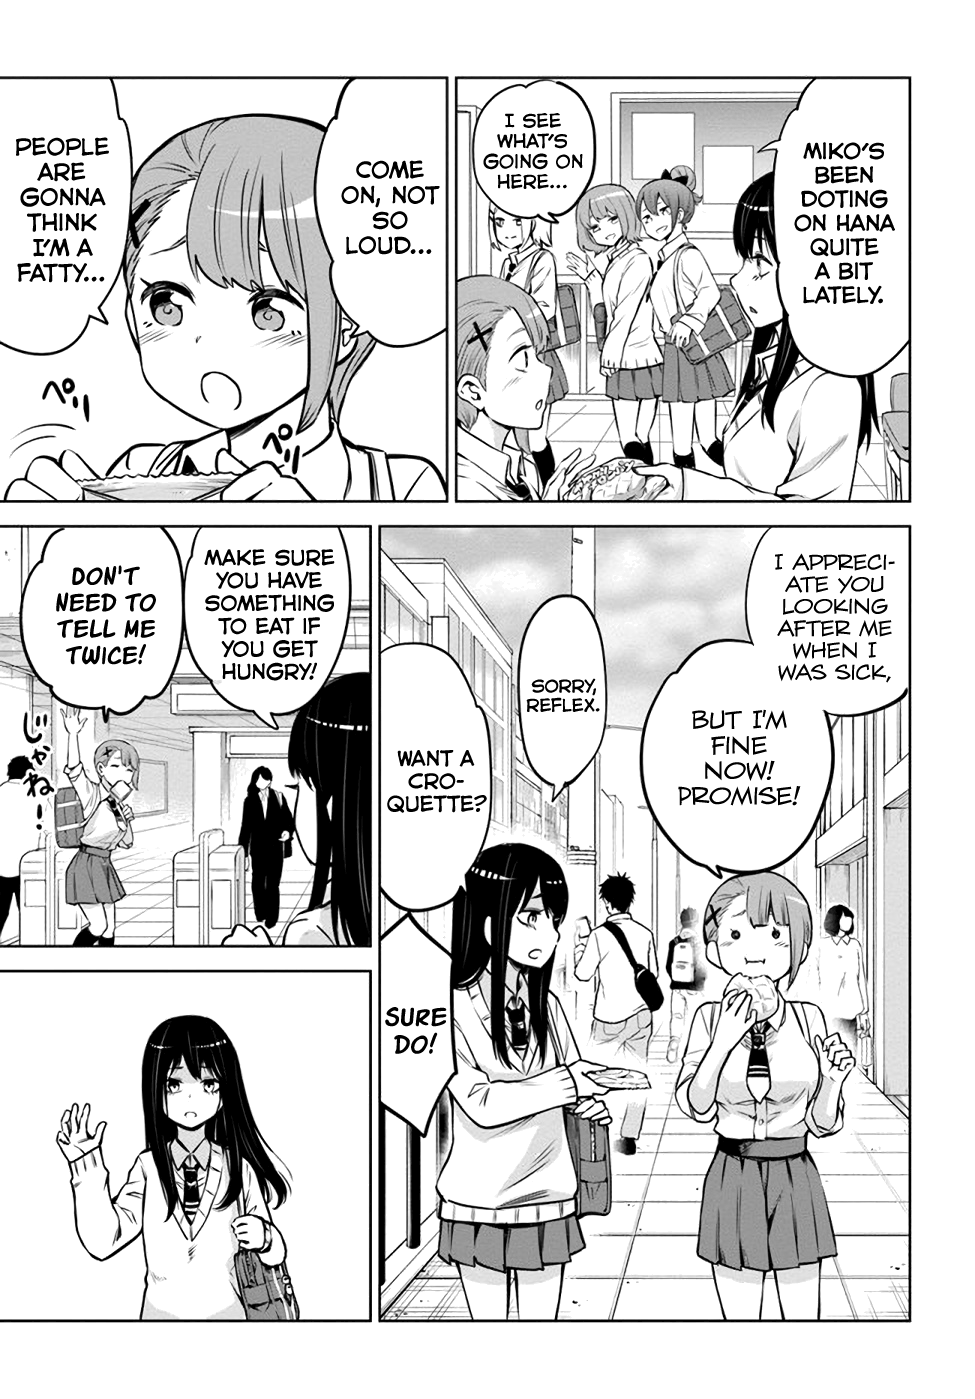 MIKO'S
BEEN
DOTING
ON HANA
QUITE
A BIT
LATELY.
I SEE
WHAT'S
GOING ON
HERE...
COME
ON, NOT
SO
LOUD...
PEOPLE
ARE
GONNA
THINK
I'M A
FATTY...
ペリ
ペリ
I APPRECI-
ATE YOU
LOOKING
AFTER ME
WHEN I
WAS SICK,
BUT I'M
FINE
NOW!
PROMISE!
SORRY,
REFLEX.
WANT A
CRO-
QUETTE?
SURE
DO!
MAKE SURE
YOU HAVE
SOMETHING
TO EAT IF
YOU GET
HUNGRY!
DON'T
NEED TO
TELL ME
TWICE!
じゃねー!